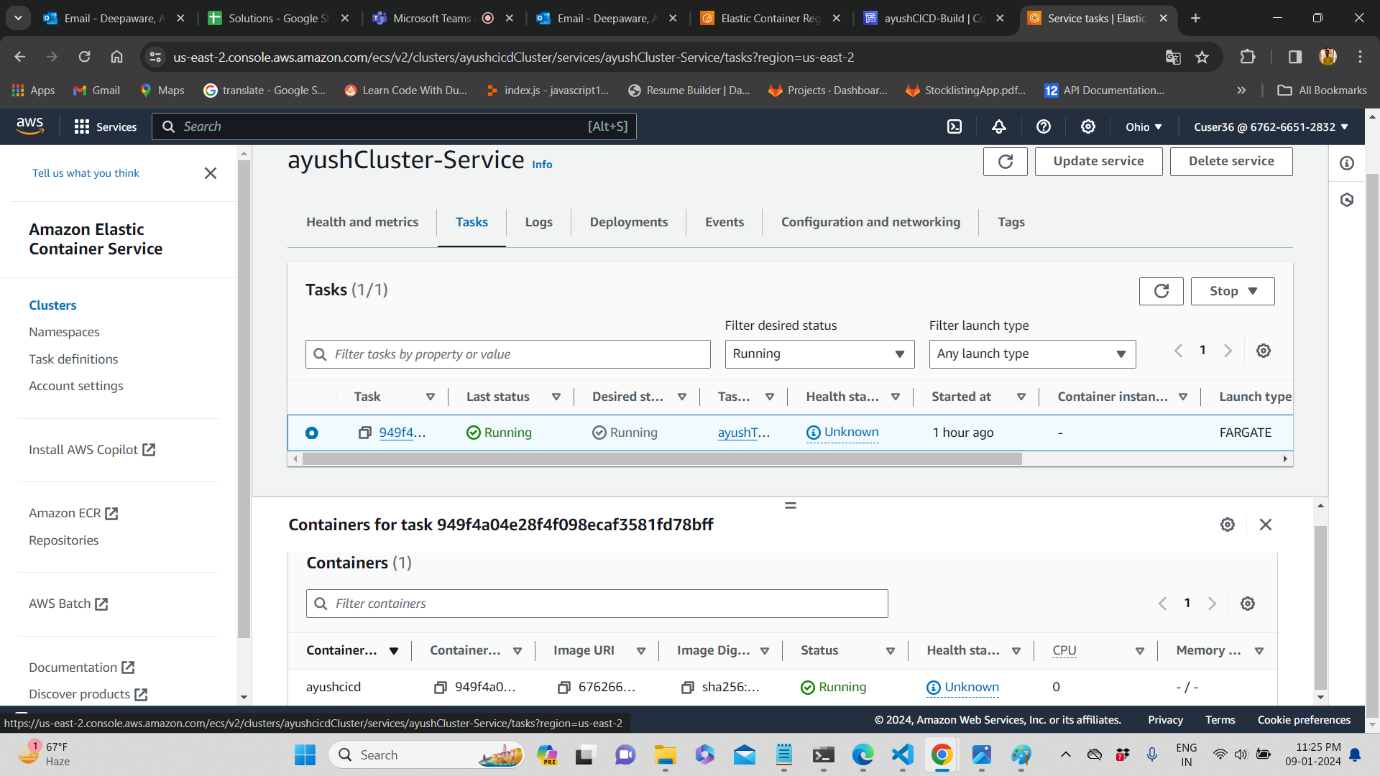 Email - Deepaware, A
Solutions - Google S
Microsoft Teams
Email - Deepaware, A
Elastic Container Reg
ayushCICD-Build | Co
Service tasks | Elastic
us-east-2.console.aws.amazon.com/ecs/v2/clusters/ayushcicdCluster/services/ayushCluster-Service/tasks?region=us-east-2
Apps
Gmail
Maps
translate - Google S...
Learn Code With Du...
index.js - javascript1...
Resume Builder | Da...
Projects · Dashboar...
StocklistingApp.pdf...
12 API Documentation...
All Bookmarks
aws
Services
Search [Alt+S]
Ohio
Cuser36 @ 6762-6651-2832
Tell us what you think
Amazon Elastic
Container Service
Clusters
Namespaces
Task definitions
Account settings
Install AWS Copilot
Amazon ECR
Repositories
AWS Batch
Documentation
Discover products
ayushCluster-Service Info
Update service
Delete service
Health and metrics
Tasks
Logs
Deployments
Events
Configuration and networking
Tags
Tasks (1/1)
Stop
Filter desired status
Filter launch type
Filter tasks by property or value
Running
Any launch type
1
Task
Last status
Desired st...
Tas...
Health sta...
Started at
Container instan...
Launch type
949f4...
Running
Running
ayushT...
Unknown
1 hour ago
-
FARGATE
Containers for task 949f4a04e28f4f098ecaf3581fd78bff
Containers (1)
Filter containers
1
Container...
Container...
Image URI
Image Dig...
Status
Health sta...
CPU
Memory ...
ayushcicd
949f4a0...
676266...
sha256:...
Running
Unknown
0
- / -
https://us-east-2.console.aws.amazon.com/ecs/v2/clusters/ayushcicdCluster/services/ayushCluster-Service/tasks?region=us-east-2
© 2024, Amazon Web Services, Inc. or its affiliates.
Privacy
Terms
Cookie preferences
1
67°F
Haze
Search
PRE
ENG
IN
11:25 PM
09-01-2024